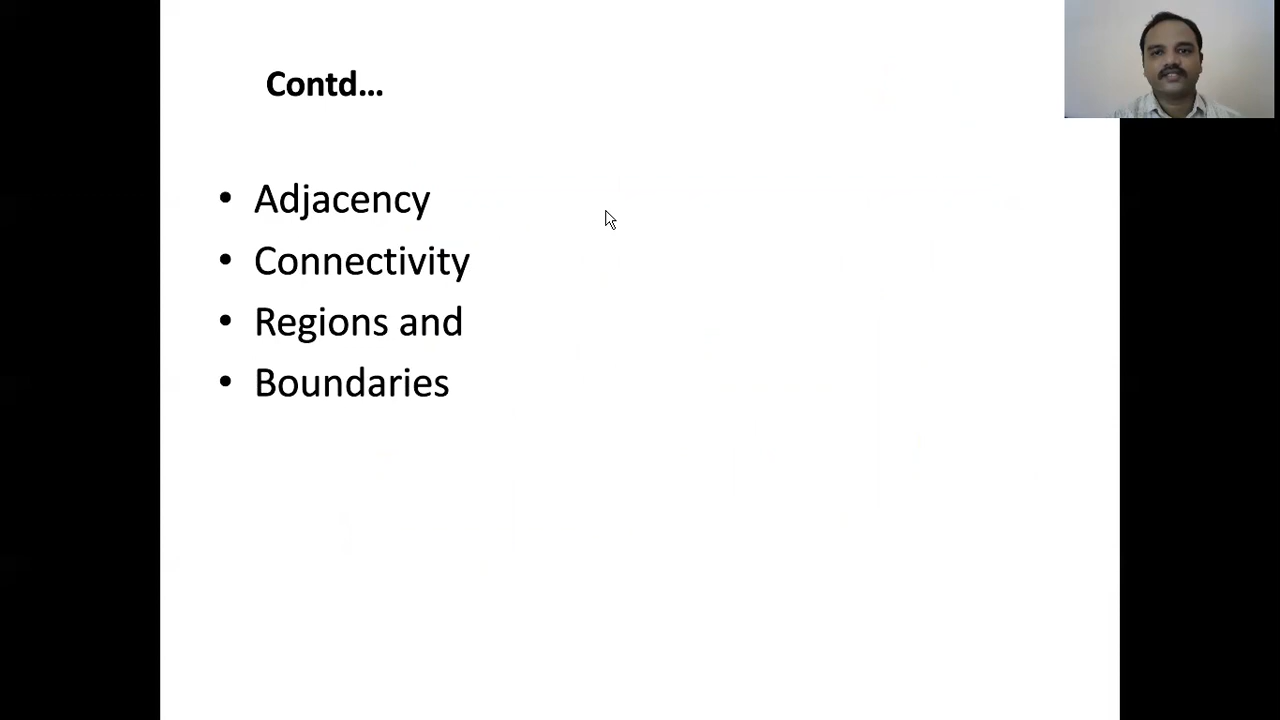 Contd...
• Adjacency
• Connectivity
• Regions and
• Boundaries